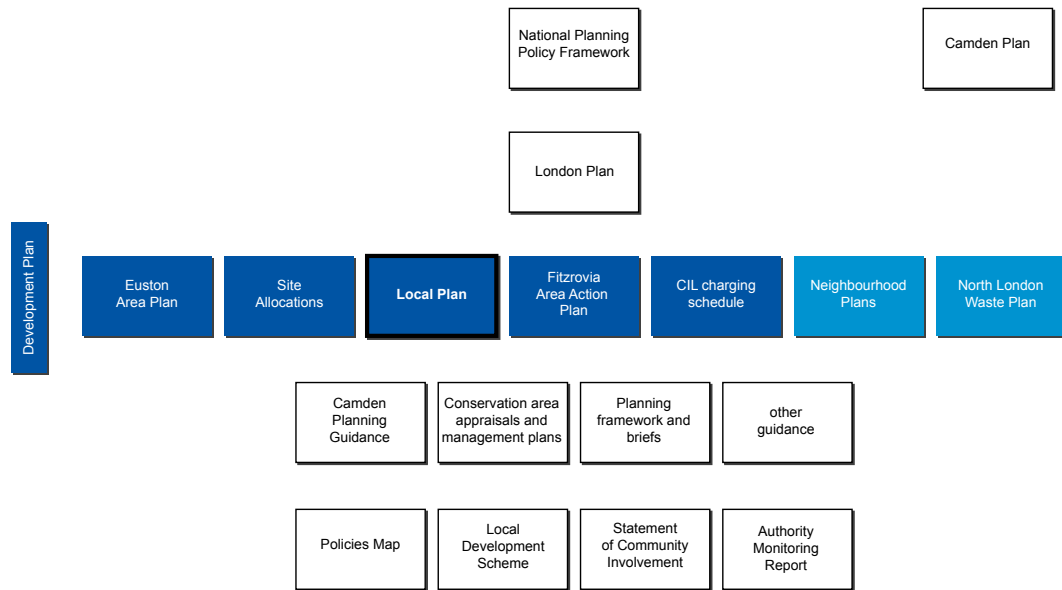 National Planning
Policy Framework
Camden Plan
London Plan
Development Plan
Euston
Area Plan
Site
Allocations
Local Plan
Fitzrovia
Area Action
Plan
CIL charging
schedule
Neighbourhood
Plans
North London
Waste Plan
Camden
Planning
Guidance
Conservation area
appraisals and
management plans
Planning
framework and
briefs
other
guidance
Policies Map
Local
Development
Scheme
Statement
of Community
Involvement
Authority
Monitoring
Report